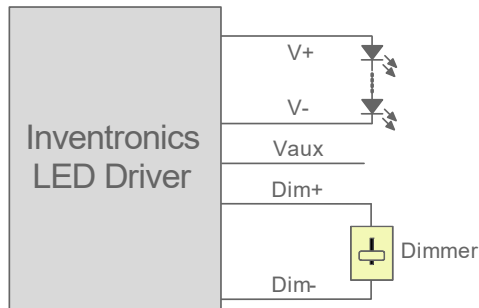 V+
Inventronics
LED Driver
V-
Vaux
Dim+
Dimmer
Dim-